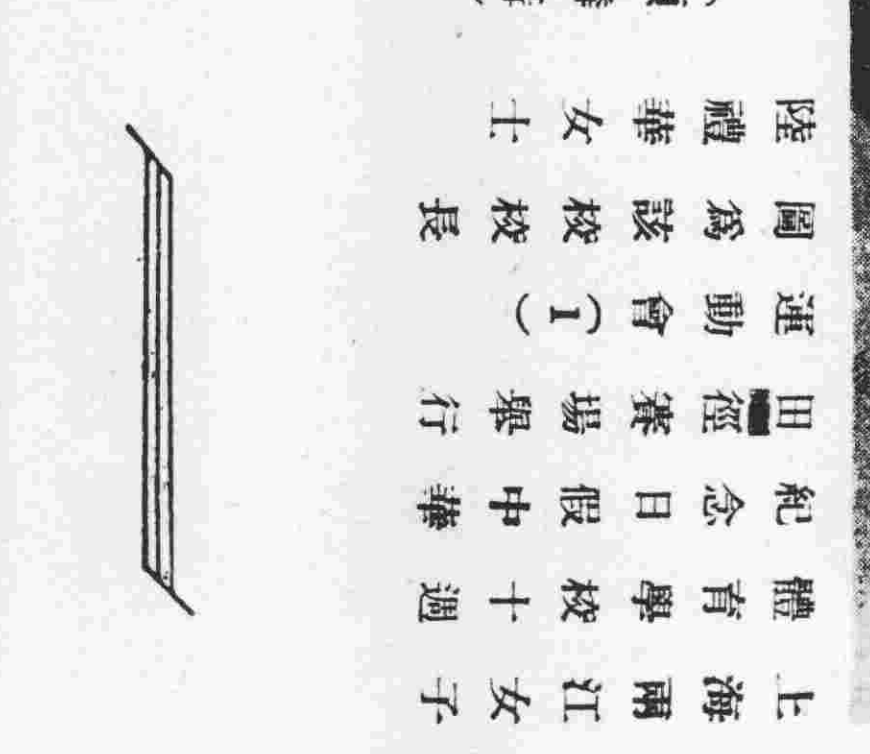 上海兩江女子
體育學校十週
紀念日假中華
田徑賽場舉行
運動會(1)
圖爲該校校長
陸禮華女士